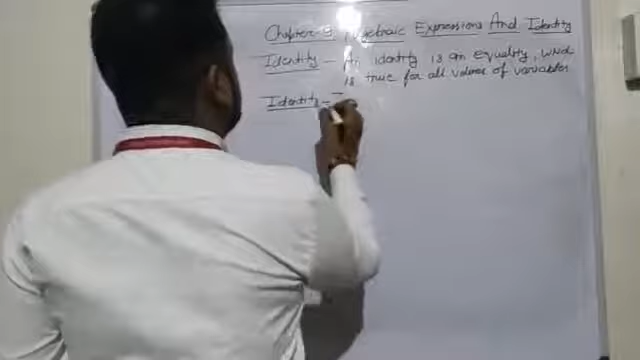 Chapter-9 Algebraic Expressions And Identity
Identity - An identity is an equality, which
is true for all values of variables
Identity - I